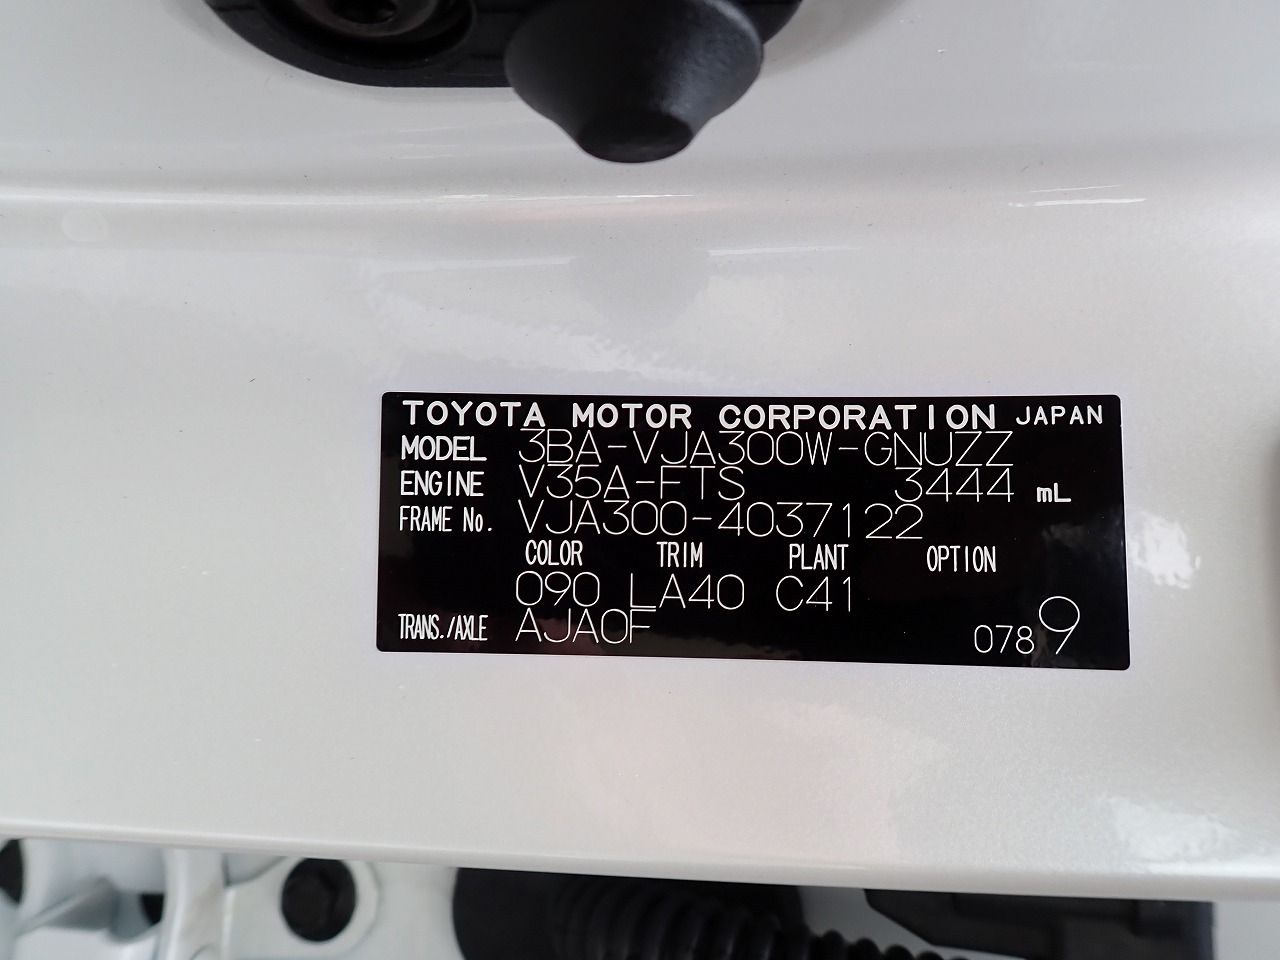 TOYOTA MOTOR CORPORATION JAPAN
MODEL 3BA-VJA300W-GNUZZ
ENGINE V35A-FTS 3444 mL
FRAME No. VJA300-4037122
COLOR TRIM PLANT OPTION
090 LA40 C41
TRANS./AXLE AJA0F 0789